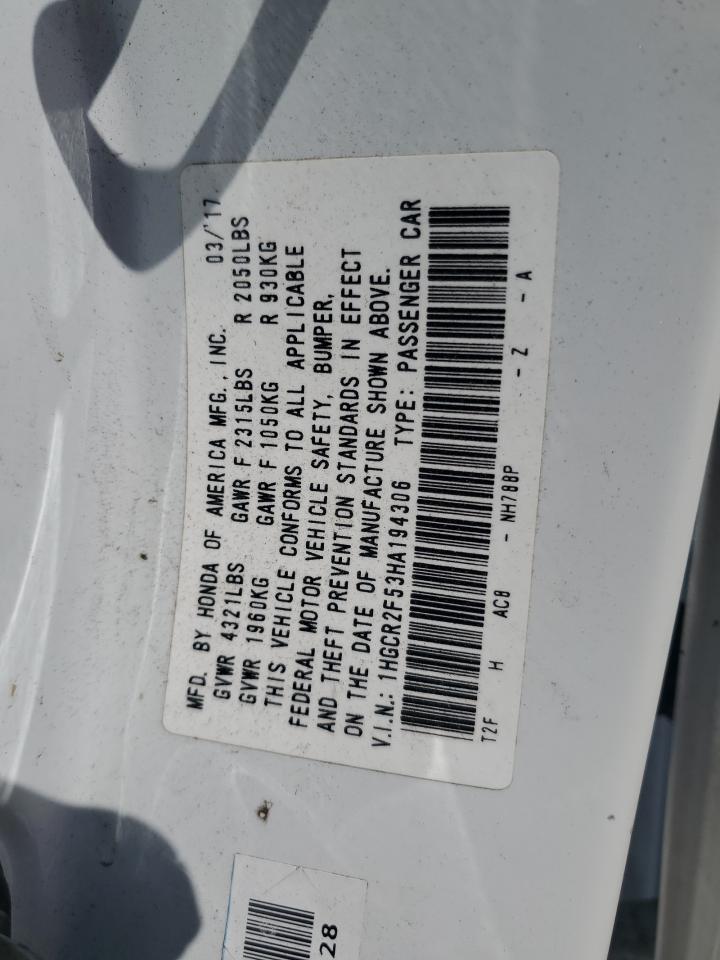 MFD. BY HONDA OF AMERICA MFG., INC. 03/'17
GVWR 4321LBS GAWR F 2315LBS R 2050LBS
GVWR 1960KG GAWR F 1050KG R 930KG
THIS VEHICLE CONFORMS TO ALL APPLICABLE
FEDERAL MOTOR VEHICLE SAFETY, BUMPER,
AND THEFT PREVENTION STANDARDS IN EFFECT
ON THE DATE OF MANUFACTURE SHOWN ABOVE.
V.I.N.: 1HGCR2F53HA194306 TYPE: PASSENGER CAR
T2F H AC8 - NH788P - Z - A
28